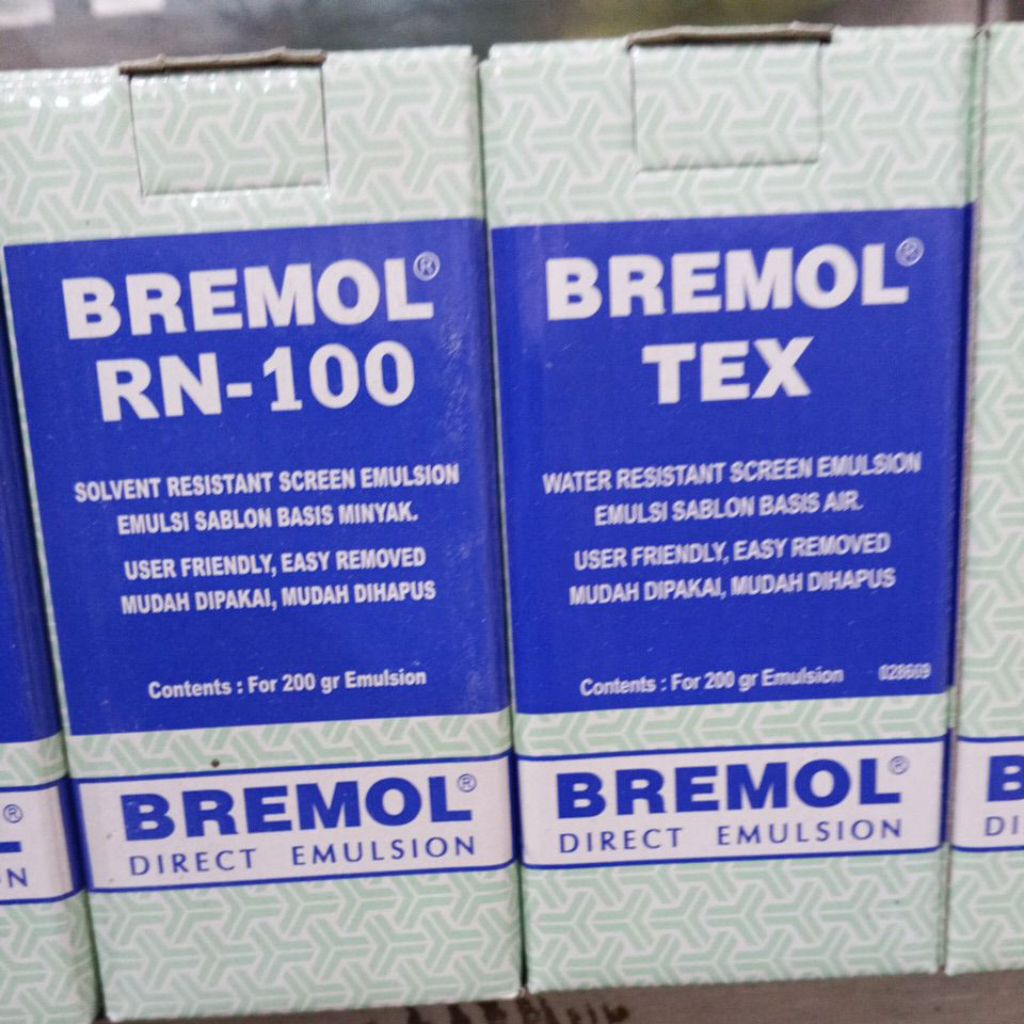 BREMOL®
RN-100
SOLVENT RESISTANT SCREEN EMULSION
EMULSI SABLON BASIS MINYAK.
USER FRIENDLY, EASY REMOVED
MUDAH DIPAKAI, MUDAH DIHAPUS
Contents : For 200 gr Emulsion
BREMOL®
DIRECT EMULSION
BREMOL®
TEX
WATER RESISTANT SCREEN EMULSION
EMULSI SABLON BASIS AIR.
USER FRIENDLY, EASY REMOVED
MUDAH DIPAKAI, MUDAH DIHAPUS
Contents : For 200 gr Emulsion 028669
BREMOL®
DIRECT EMULSION